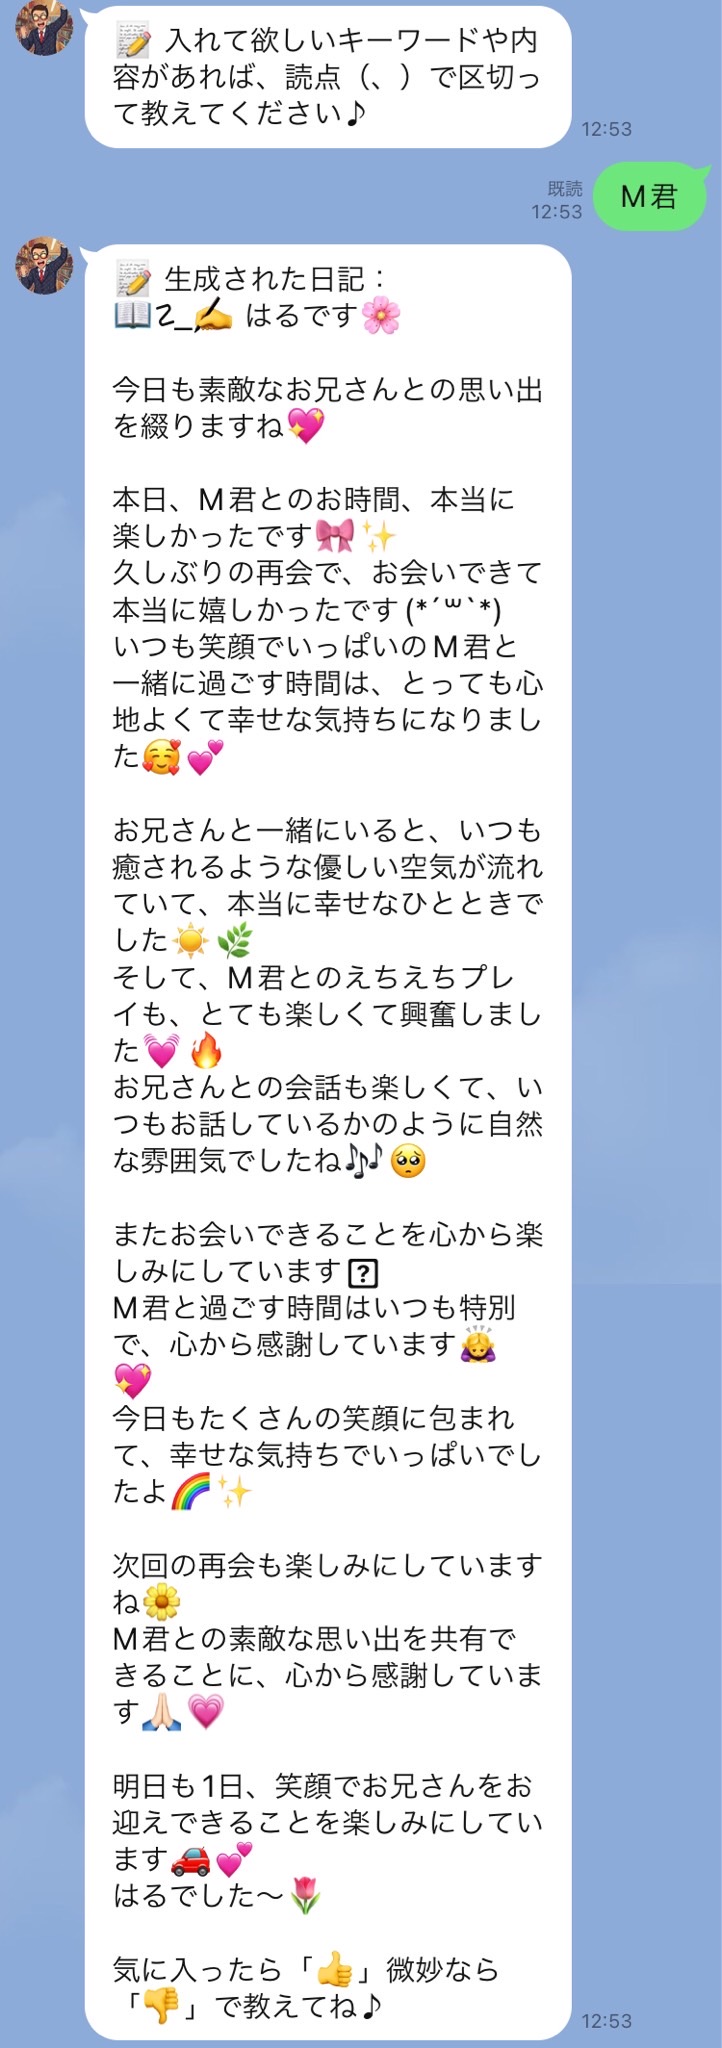 📝 入れて欲しいキーワードや内
容があれば、読点（、）で区切っ
て教えてください♪
12:53
既読
12:53
M君
📝 生成された日記：
📖2_✍️ はるです🌸
今日も素敵なお兄さんとの思い出
を綴りますね💖
本日、M君とのお時間、本当に
楽しかったです🎀✨
久しぶりの再会で、お会いできて
本当に嬉しかったです(*´꒳`*)
いつも笑顔でいっぱいのM君と
一緒に過ごす時間は、とっても心
地よくて幸せな気持ちになりまし
た🥰💕
お兄さんと一緒にいると、いつも
癒されるような優しい空気が流れ
ていて、本当に幸せなひとときで
した☀️🌿
そして、M君とのえちえちプレ
イも、とても楽しくて興奮しまし
た💓🔥
お兄さんとの会話も楽しくて、い
つもお話しているかのように自然
な雰囲気でしたね🎶🥺
またお会いできることを心から楽
しみにしています⍰
M君と過ごす時間はいつも特別
で、心から感謝しています🙇‍♀️
💖
今日もたくさんの笑顔に包まれ
て、幸せな気持ちでいっぱいでし
たよ🌈✨
次回の再会も楽しみにしています
ね🌼
M君との素敵な思い出を共有で
きることに、心から感謝していま
す🙏🏻💗
明日も1日、笑顔でお兄さんをお
迎えできることを楽しみにしてい
ます🚗💕
はるでした〜🌷
気に入ったら「👍」微妙なら
「👎」で教えてね♪
12:53